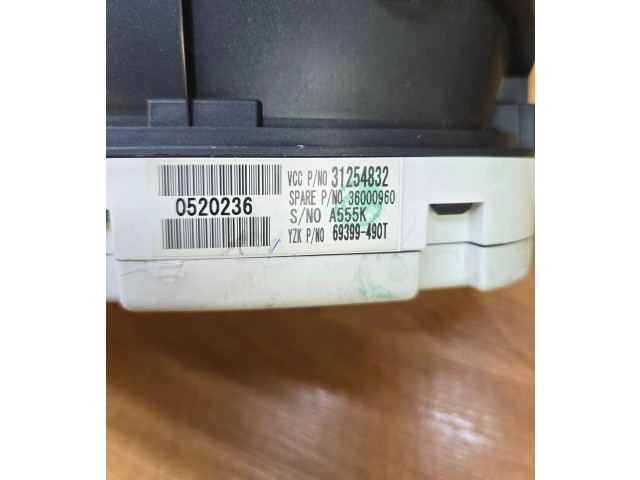 0520236
VCC P/NO 31254832
SPARE P/NO 36000960
S/NO A555K
YZK P/NO 69399-490T